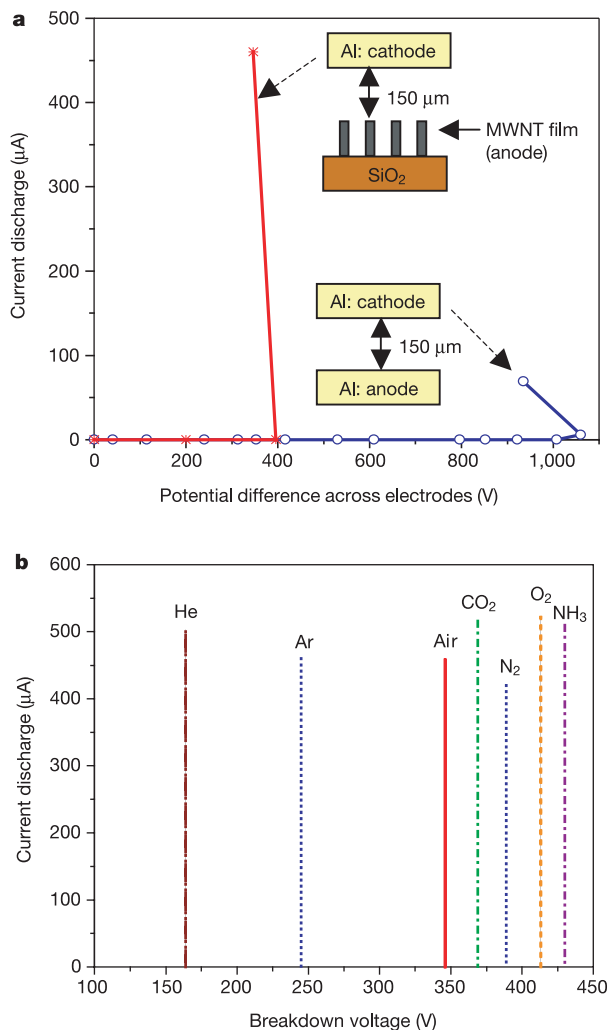 a
500
400
300
200
100
0
Current discharge (μA)
0
200
400
600
800
1,000
Potential difference across electrodes (V)
Al: cathode
150 μm
MWNT film
(anode)
SiO2
Al: cathode
150 μm
Al: anode
b
600
500
400
300
200
100
0
Current discharge (μA)
He
Ar
Air
CO2
N2
O2
NH3
100
150
200
250
300
350
400
450
Breakdown voltage (V)